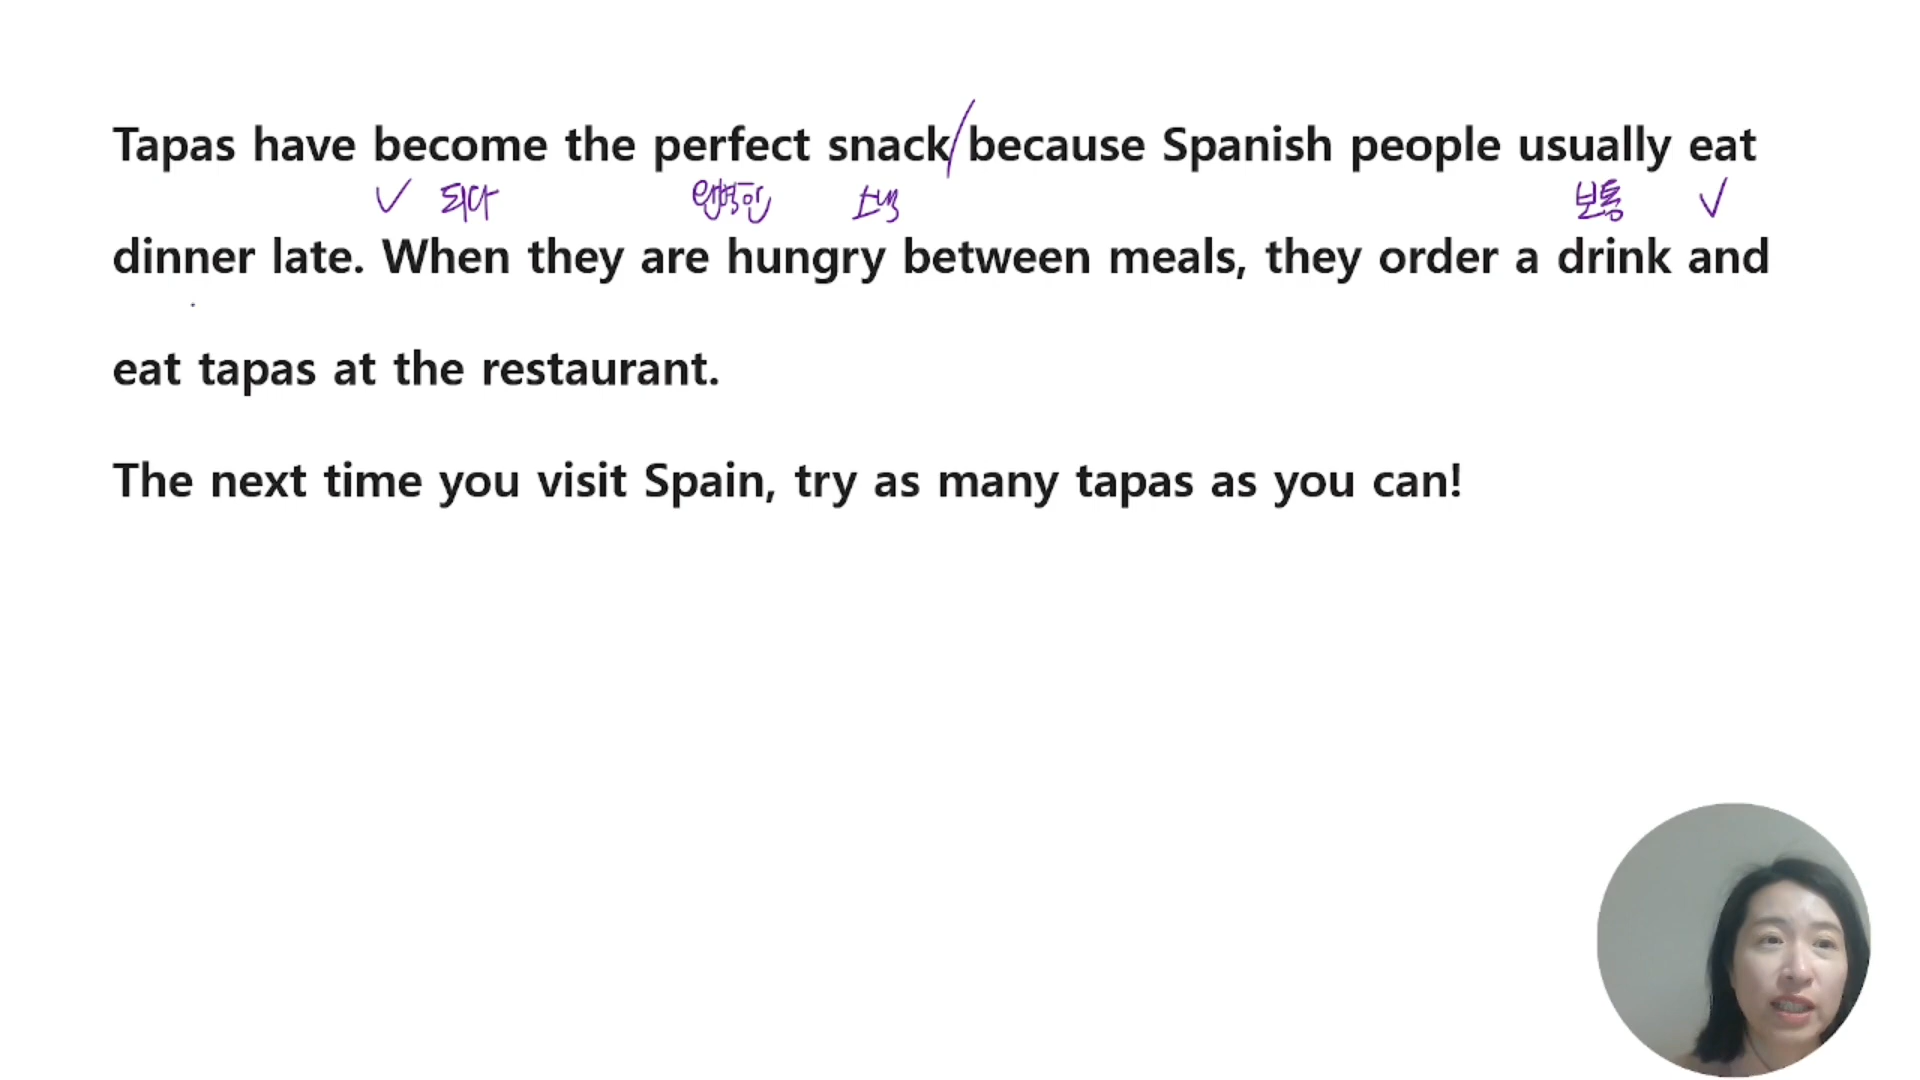 Tapas have become the perfect snack/because Spanish people usually eat
✓ 되다 완벽한 스낵 보통 ✓
dinner late. When they are hungry between meals, they order a drink and
eat tapas at the restaurant.
The next time you visit Spain, try as many tapas as you can!